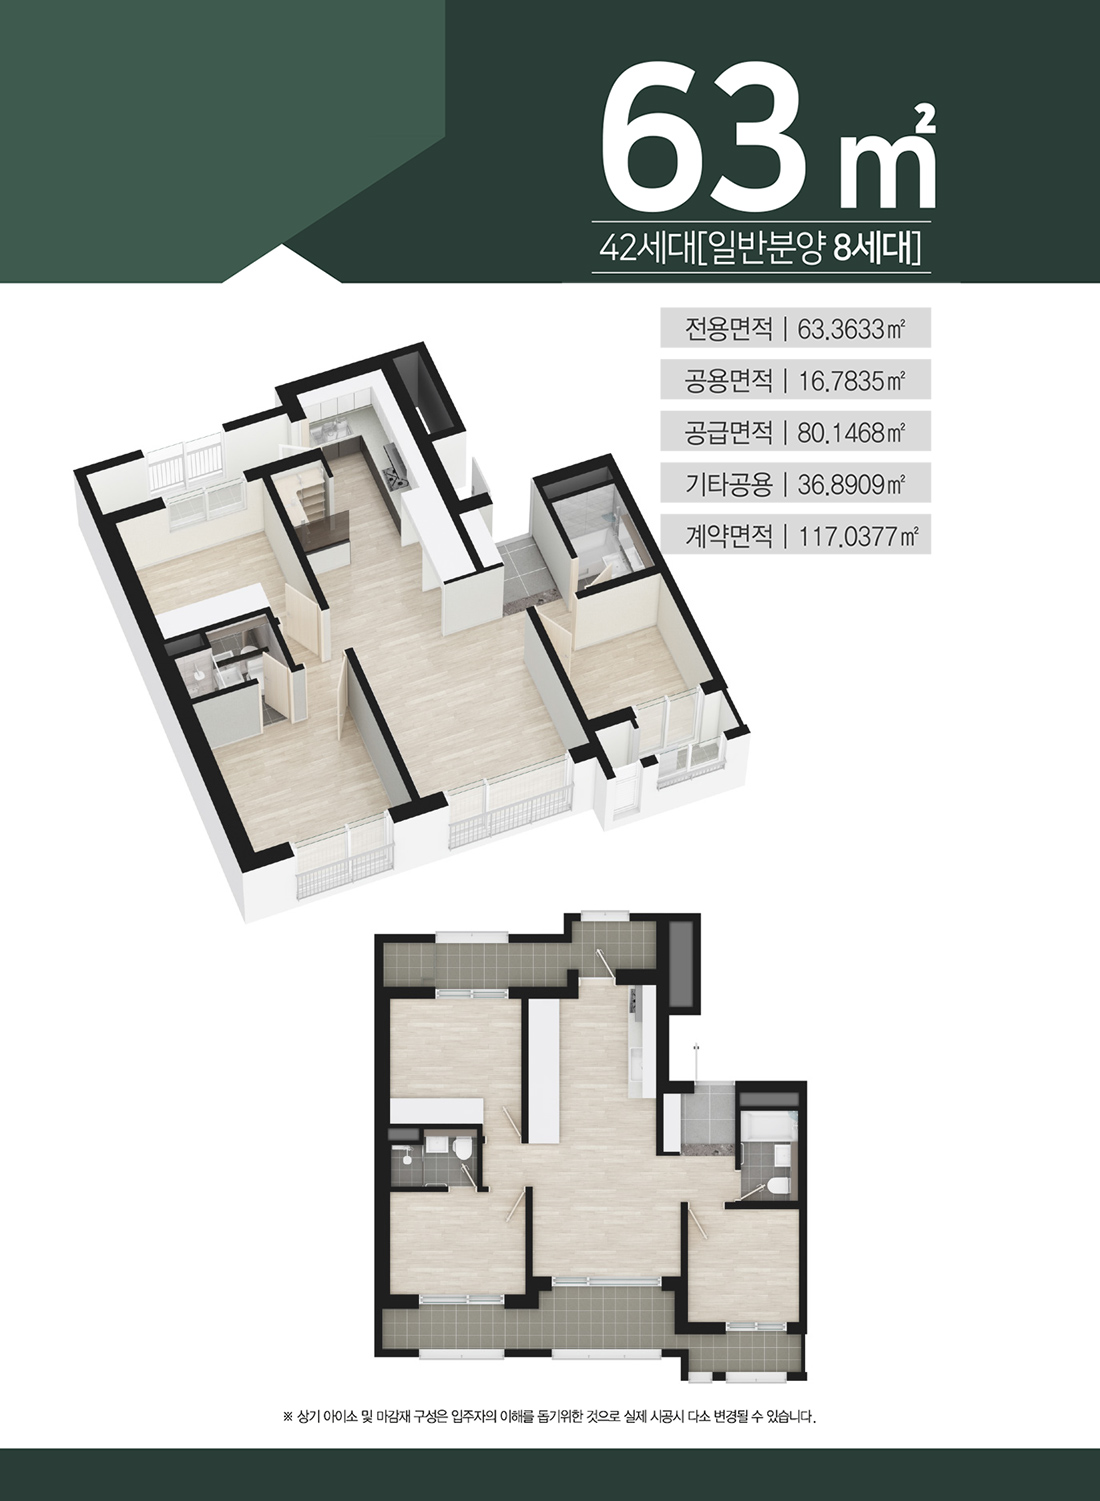 63㎡
42세대[일반분양 8세대]
전용면적 | 63.3633㎡
공용면적 | 16.7835㎡
공급면적 | 80.1468㎡
기타공용 | 36.8909㎡
계약면적 | 117.0377㎡
※ 상기 아이소 및 마감재 구성은 입주자의 이해를 돕기위한 것으로 실제 시공시 다소 변경될 수 있습니다.